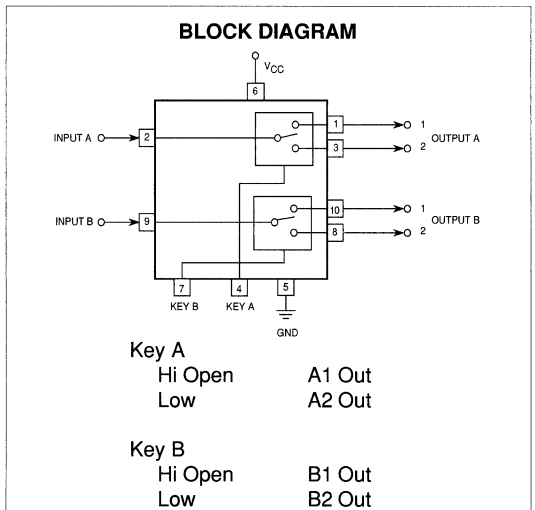 BLOCK DIAGRAM
VCC
6
INPUT A 2 1 1 OUTPUT A
3 2
INPUT B 9 10 1 OUTPUT B
8 2
7 4 5
KEY B KEY A
GND
Key A
Hi Open A1 Out
Low A2 Out
Key B
Hi Open B1 Out
Low B2 Out